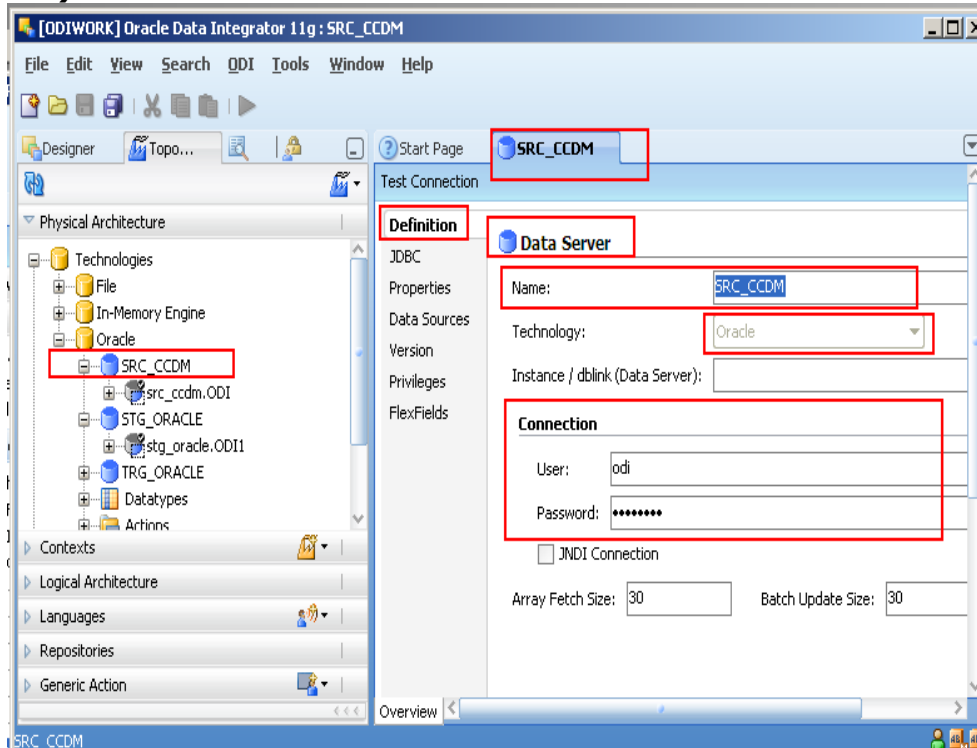 [ODIWORK] Oracle Data Integrator 11g : SRC_CCDM
File Edit View Search ODI Tools Window Help
Designer Topo...
Start Page SRC_CCDM
Test Connection
Physical Architecture
Technologies
File
In-Memory Engine
Oracle
SRC_CCDM
src_ccdm.ODI
STG_ORACLE
stg_oracle.ODI1
TRG_ORACLE
Datatypes
Actions
Contexts
Logical Architecture
Languages
Repositories
Generic Action
Definition
JDBC
Properties
Data Sources
Version
Privileges
FlexFields
Data Server
Name: SRC_CCDM
Technology: Oracle
Instance / dblink (Data Server):
Connection
User: odi
Password: ••••••••
JNDI Connection
Array Fetch Size: 30 Batch Update Size: 30
Overview
SRC_CCDM